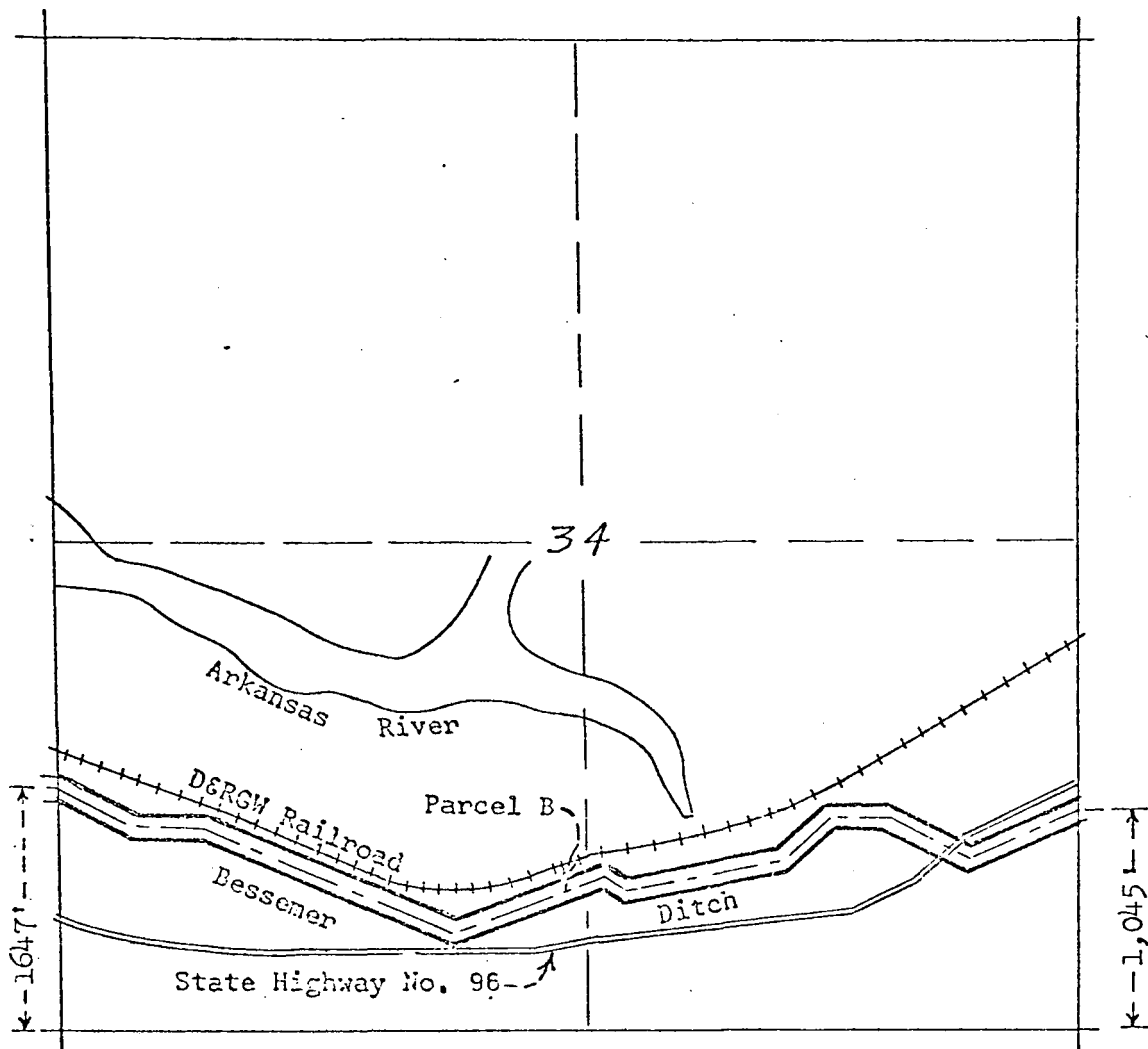 34
Arkansas
River
D&RGW Railroad
Parcel B
Bessemer
Ditch
1647'
1,045'
State Highway No. 96